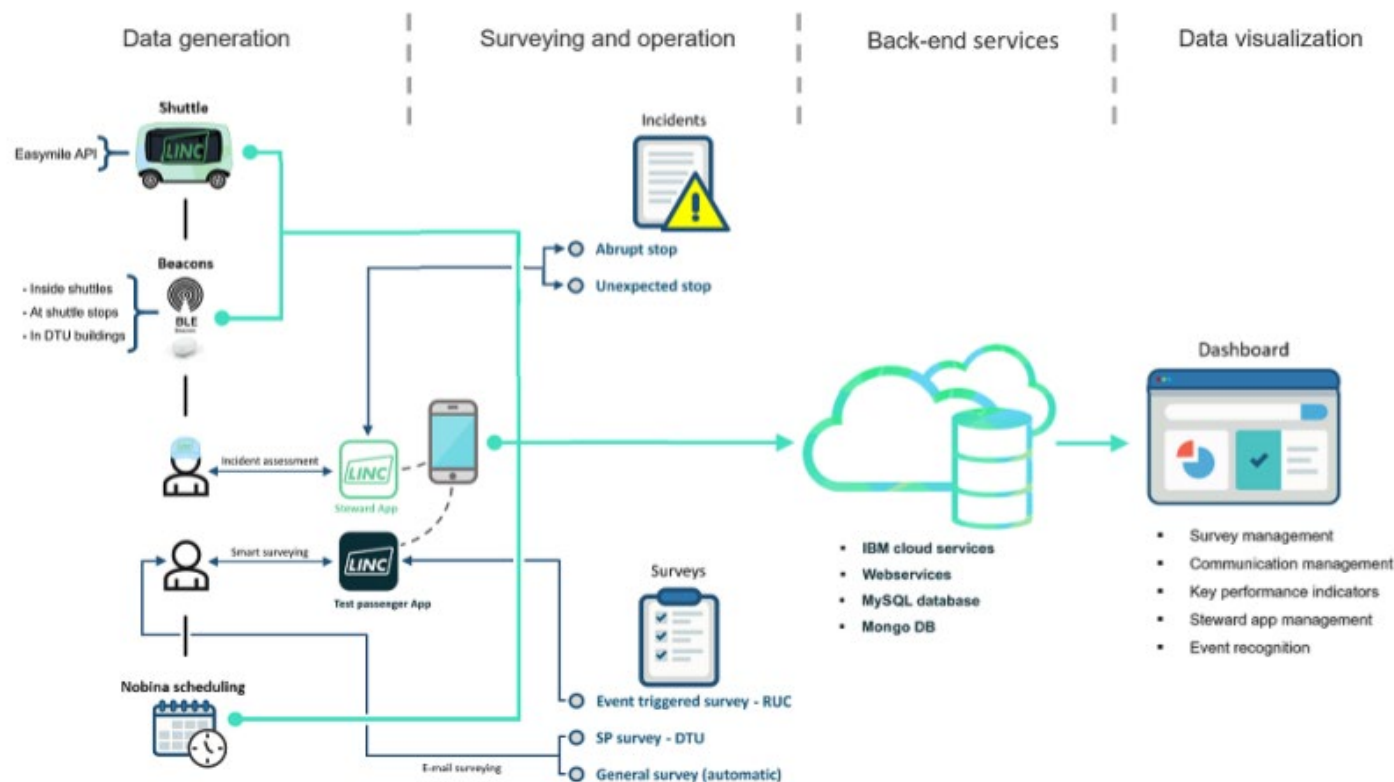 Data generation
Surveying and operation
Back-end services
Data visualization
Shuttle
Easymile API
LINC
Beacons
- Inside shuttles
- At shuttle stops
- In DTU buildings
BLE
Beacon
Incidents
Abrupt stop
Unexpected stop
Incident assessment
LINC
Steward App
Smart surveying
LINC
Test passenger App
Surveys
Event triggered survey - RUC
SP survey - DTU
General survey (automatic)
E-mail surveying
Nobina scheduling
▪ IBM cloud services
▪ Webservices
▪ MySQL database
▪ Mongo DB
Dashboard
▪ Survey management
▪ Communication management
▪ Key performance indicators
▪ Steward app management
▪ Event recognition